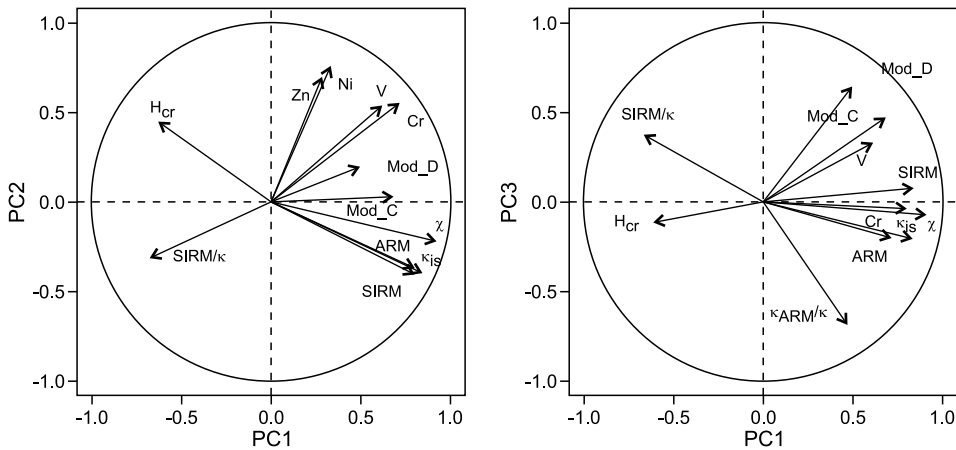 1.0
0.5
0.0
-0.5
-1.0
PC2
-1.0
-0.5
0.0
0.5
1.0
PC1
Hcr
Zn
Ni
V
Cr
Mod_D
Mod_C
χ
ARM
κis
SIRM
SIRM/κ
1.0
0.5
0.0
-0.5
-1.0
PC3
-1.0
-0.5
0.0
0.5
1.0
PC1
Mod_D
SIRM/κ
Mod_C
V
SIRM
Hcr
Cr
κis
χ
ARM
κARM/κ